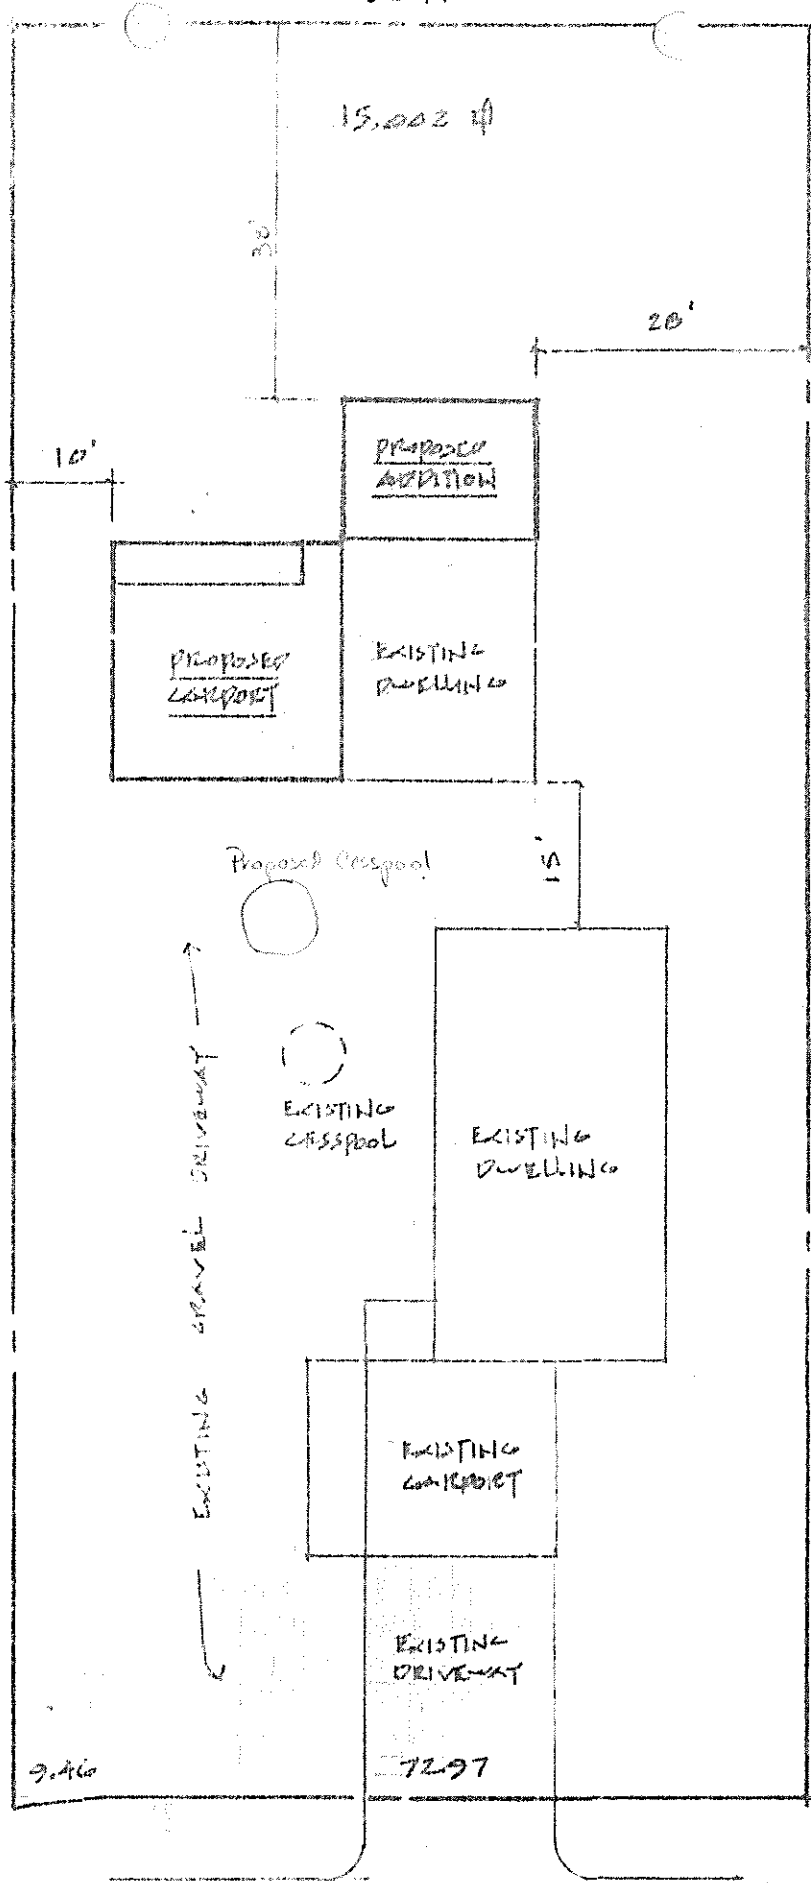 15,002
30'
28'
10'
PROPOSED
ADDITION
PROPOSED
CARPORT
EXISTING
DWELLING
15'
Proposed Cesspool
EXISTING
CESSPOOL
EXISTING
DWELLING
EXISTING GRAVEL DRIVEWAY
EXISTING
CARPORT
EXISTING
DRIVEWAY
9.46
72.97